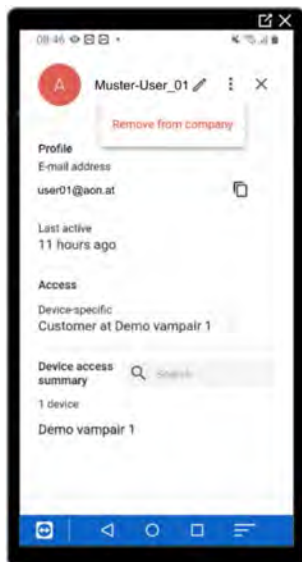 08:46
A
Muster-User_01
Remove from company
Profile
E-mail address
user01@aon.at
Last active
11 hours ago
Access
Device-specific
Customer at Demo vampair 1
Device access
summary
Search
1 device
Demo vampair 1